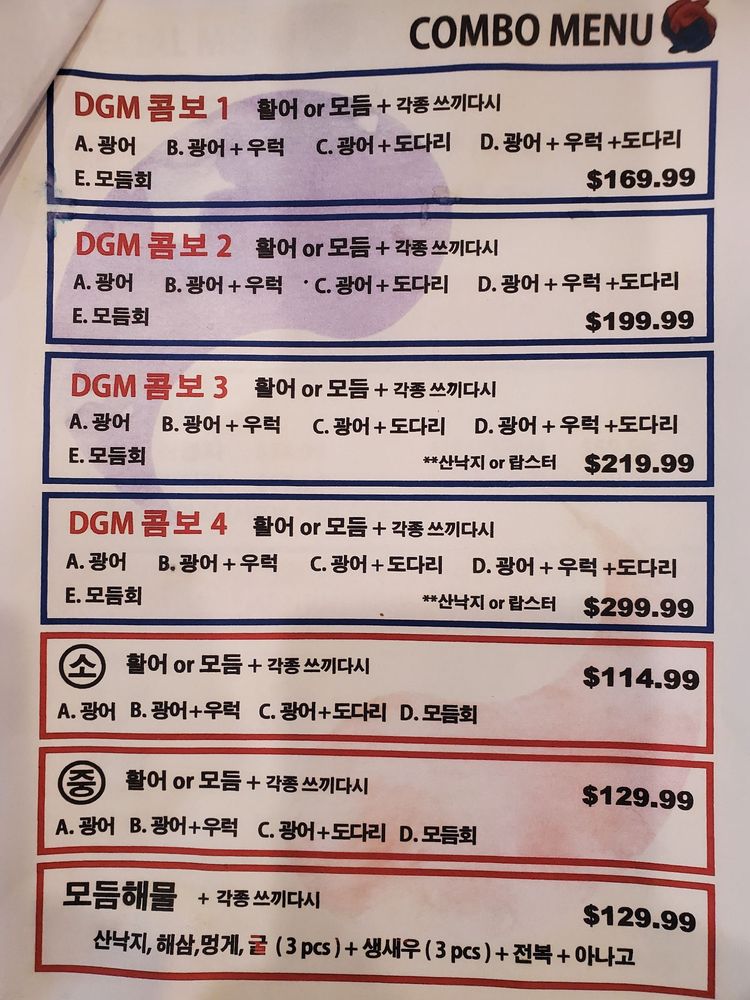 COMBO MENU
DGM 콤보 1 활어 or 모듬 + 각종 쓰끼다시
A. 광어 B. 광어 + 우럭 C. 광어 +도다리 D. 광어 + 우럭 +도다리
E. 모듬회 $169.99
DGM 콤보 2 활어 or 모듬 + 각종 쓰끼다시
A. 광어 B. 광어 + 우럭 C. 광어 +도다리 D. 광어 + 우럭 +도다리
E. 모듬회 $199.99
DGM 콤보 3 활어 or 모듬 + 각종 쓰끼다시
A. 광어 B. 광어 + 우럭 C. 광어 +도다리 D. 광어 + 우럭 +도다리
E. 모듬회 **산낙지 or 랍스터 $219.99
DGM 콤보 4 활어 or 모듬 + 각종 쓰끼다시
A. 광어 B. 광어 + 우럭 C. 광어 +도다리 D. 광어 + 우럭 +도다리
E. 모듬회 **산낙지 or 랍스터 $299.99
소 활어 or 모듬 + 각종 쓰끼다시 $114.99
A. 광어 B. 광어+우럭 C. 광어+도다리 D. 모듬회
중 활어 or 모듬 + 각종 쓰끼다시 $129.99
A. 광어 B. 광어+우럭 C. 광어+도다리 D. 모듬회
모듬해물 + 각종 쓰끼다시 $129.99
산낙지, 해삼,멍게, 굴 ( 3 pcs ) + 생새우 ( 3 pcs ) + 전복 + 아나고